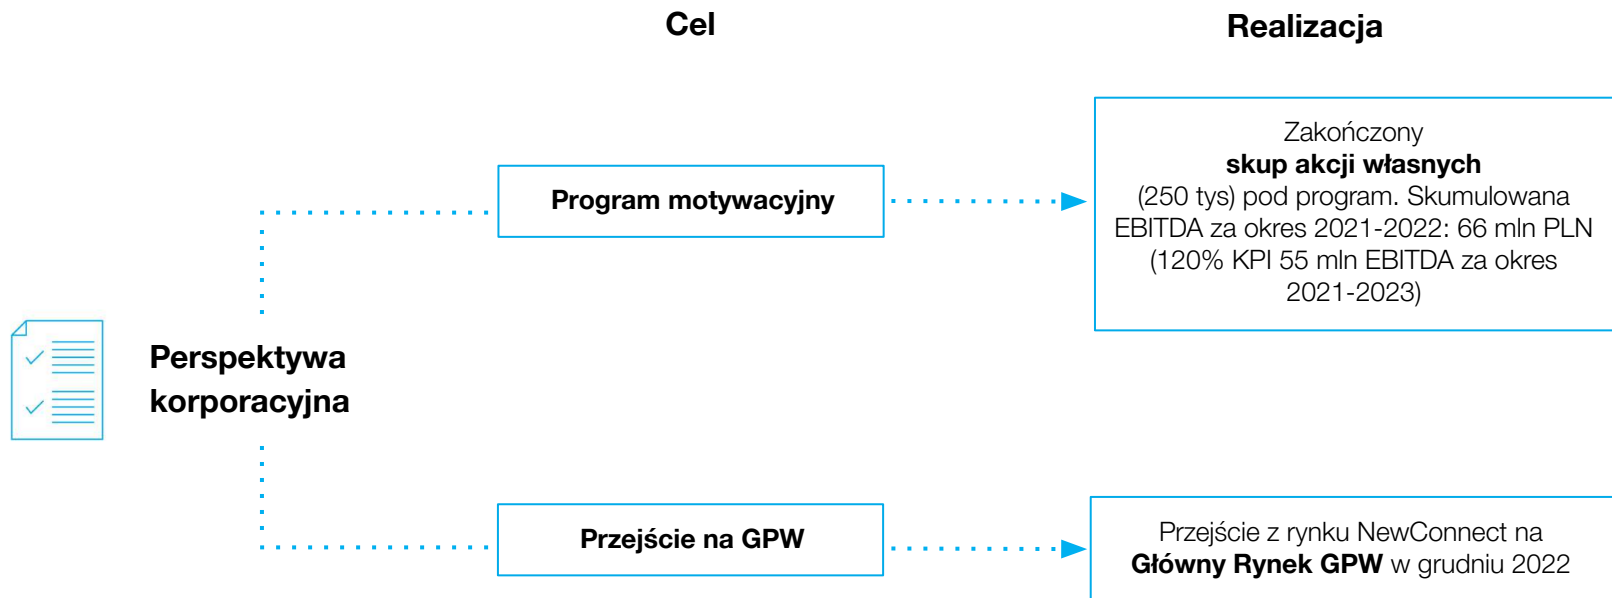 Cel
Realizacja
Perspektywa
korporacyjna
Program motywacyjny
Zakończony
skup akcji własnych
(250 tys) pod program. Skumulowana
EBITDA za okres 2021-2022: 66 mln PLN
(120% KPI 55 mln EBITDA za okres
2021-2023)
Przejście na GPW
Przejście z rynku NewConnect na
Główny Rynek GPW w grudniu 2022